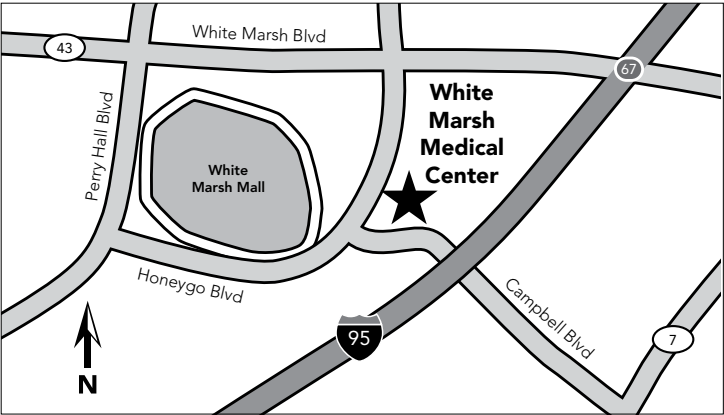 White Marsh Blvd
43
67
White
Marsh
Medical
Center
Perry Hall Blvd
White
Marsh Mall
Honeygo Blvd
Campbell Blvd
95
7
N